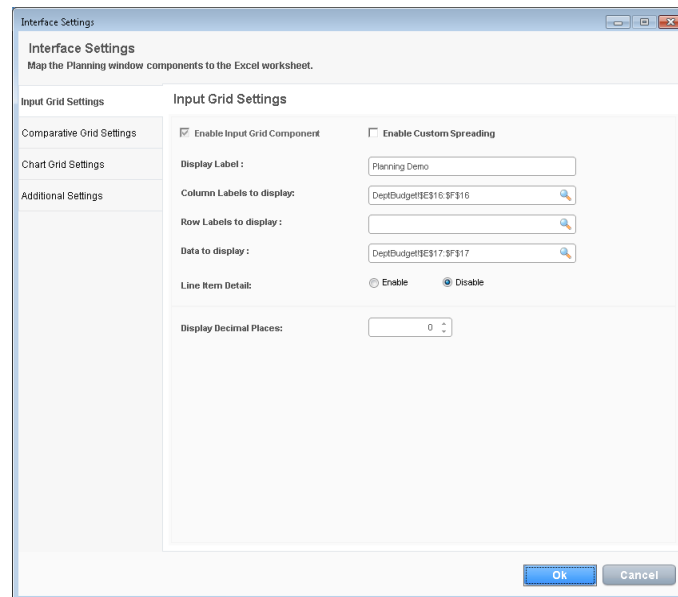 Interface Settings
Interface Settings
Map the Planning window components to the Excel worksheet.
Input Grid Settings
Comparative Grid Settings
Chart Grid Settings
Additional Settings
Input Grid Settings
Enable Input Grid Component
Enable Custom Spreading
Display Label :
Planning Demo
Column Labels to display:
DeptBudget!$E$16:$F$16
Row Labels to display :
Data to display :
DeptBudget!$E$17:$F$17
Line Item Detail:
Enable
Disable
Display Decimal Places:
0
Ok
Cancel